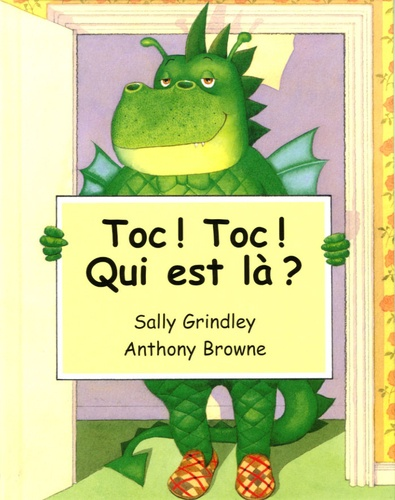 Toc ! Toc !
Qui est là ?
Sally Grindley
Anthony Browne